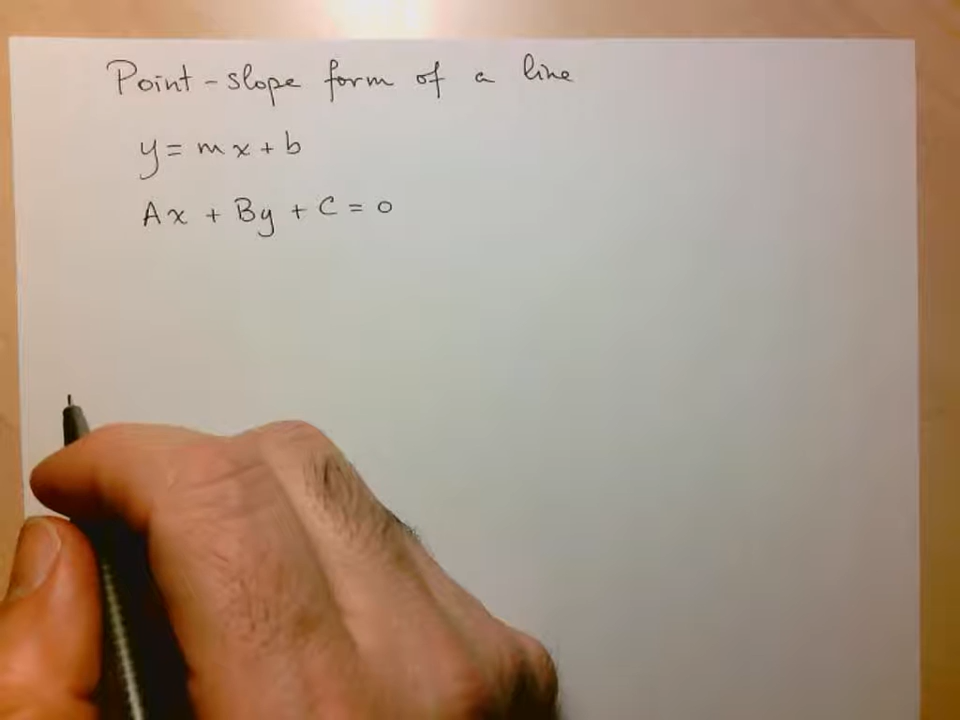 Point-slope form of a line
y = mx + b
Ax + By + C = 0